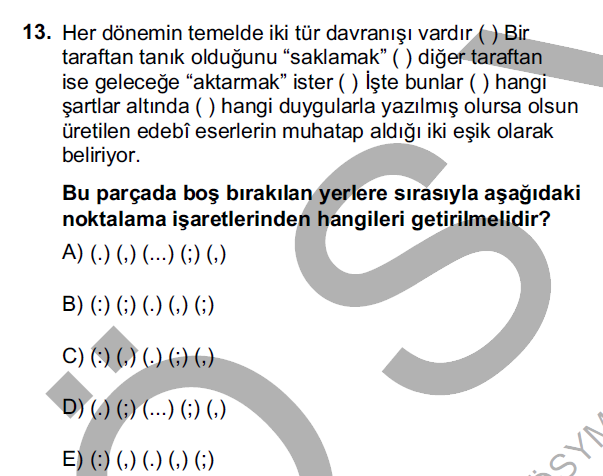 13. Her dönemin temelde iki tür davranışı vardır ( ) Bir
taraftan tanık olduğunu “saklamak” ( ) diğer taraftan
ise geleceğe “aktarmak” ister ( ) İşte bunlar ( ) hangi
şartlar altında ( ) hangi duygularla yazılmış olursa olsun
üretilen edebî eserlerin muhatap aldığı iki eşik olarak
beliriyor.
Bu parçada boş bırakılan yerlere sırasıyla aşağıdaki
noktalama işaretlerinden hangileri getirilmelidir?
A) (.) (,) (...) (;) (,)
B) (:) (;) (.) (,) (;)
C) (:) (,) (.) (;) (,)
D) (.) (;) (...) (;) (,)
E) (:) (,) (.) (,) (;)
ÖSYM